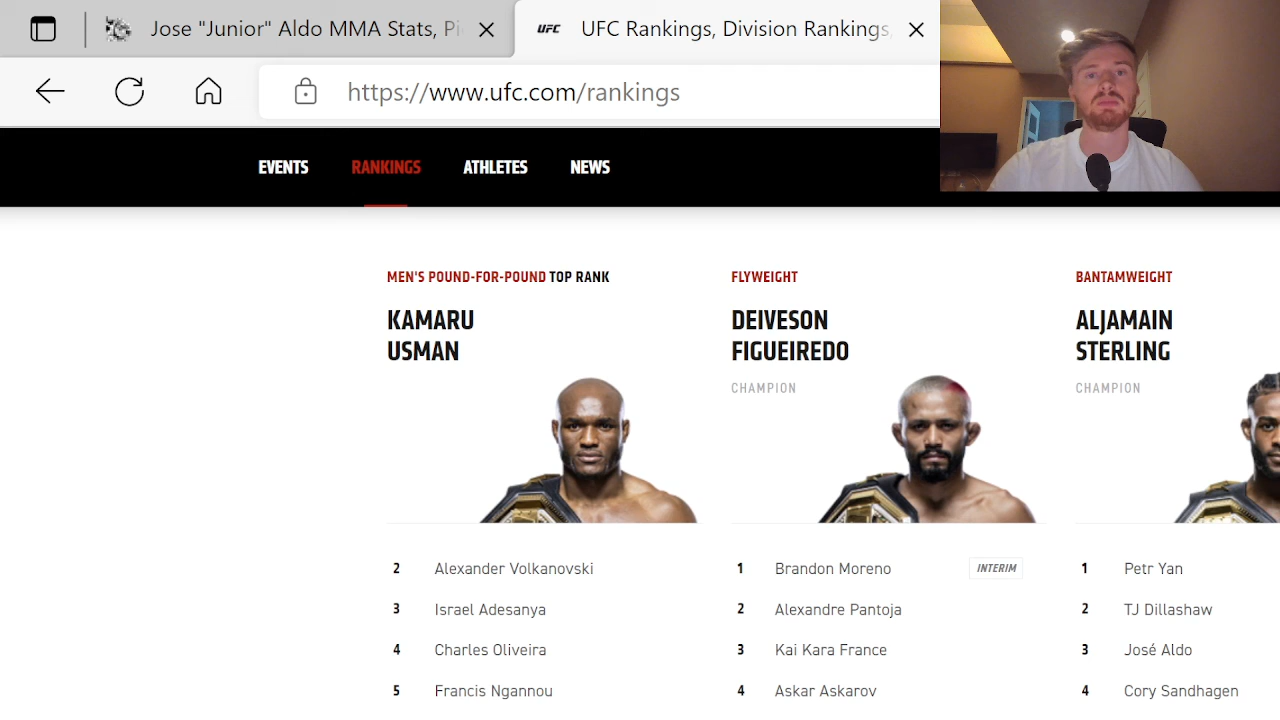 Jose "Junior" Aldo MMA Stats, Pi
UFC
UFC Rankings, Division Rankings,
https://www.ufc.com/rankings
EVENTS
RANKINGS
ATHLETES
NEWS
MEN'S POUND-FOR-POUND TOP RANK
KAMARU
USMAN
2 Alexander Volkanovski
3 Israel Adesanya
4 Charles Oliveira
5 Francis Ngannou
FLYWEIGHT
DEIVESON
FIGUEIREDO
CHAMPION
1 Brandon Moreno INTERIM
2 Alexandre Pantoja
3 Kai Kara France
4 Askar Askarov
BANTAMWEIGHT
ALJAMAIN
STERLING
CHAMPION
1 Petr Yan
2 TJ Dillashaw
3 José Aldo
4 Cory Sandhagen